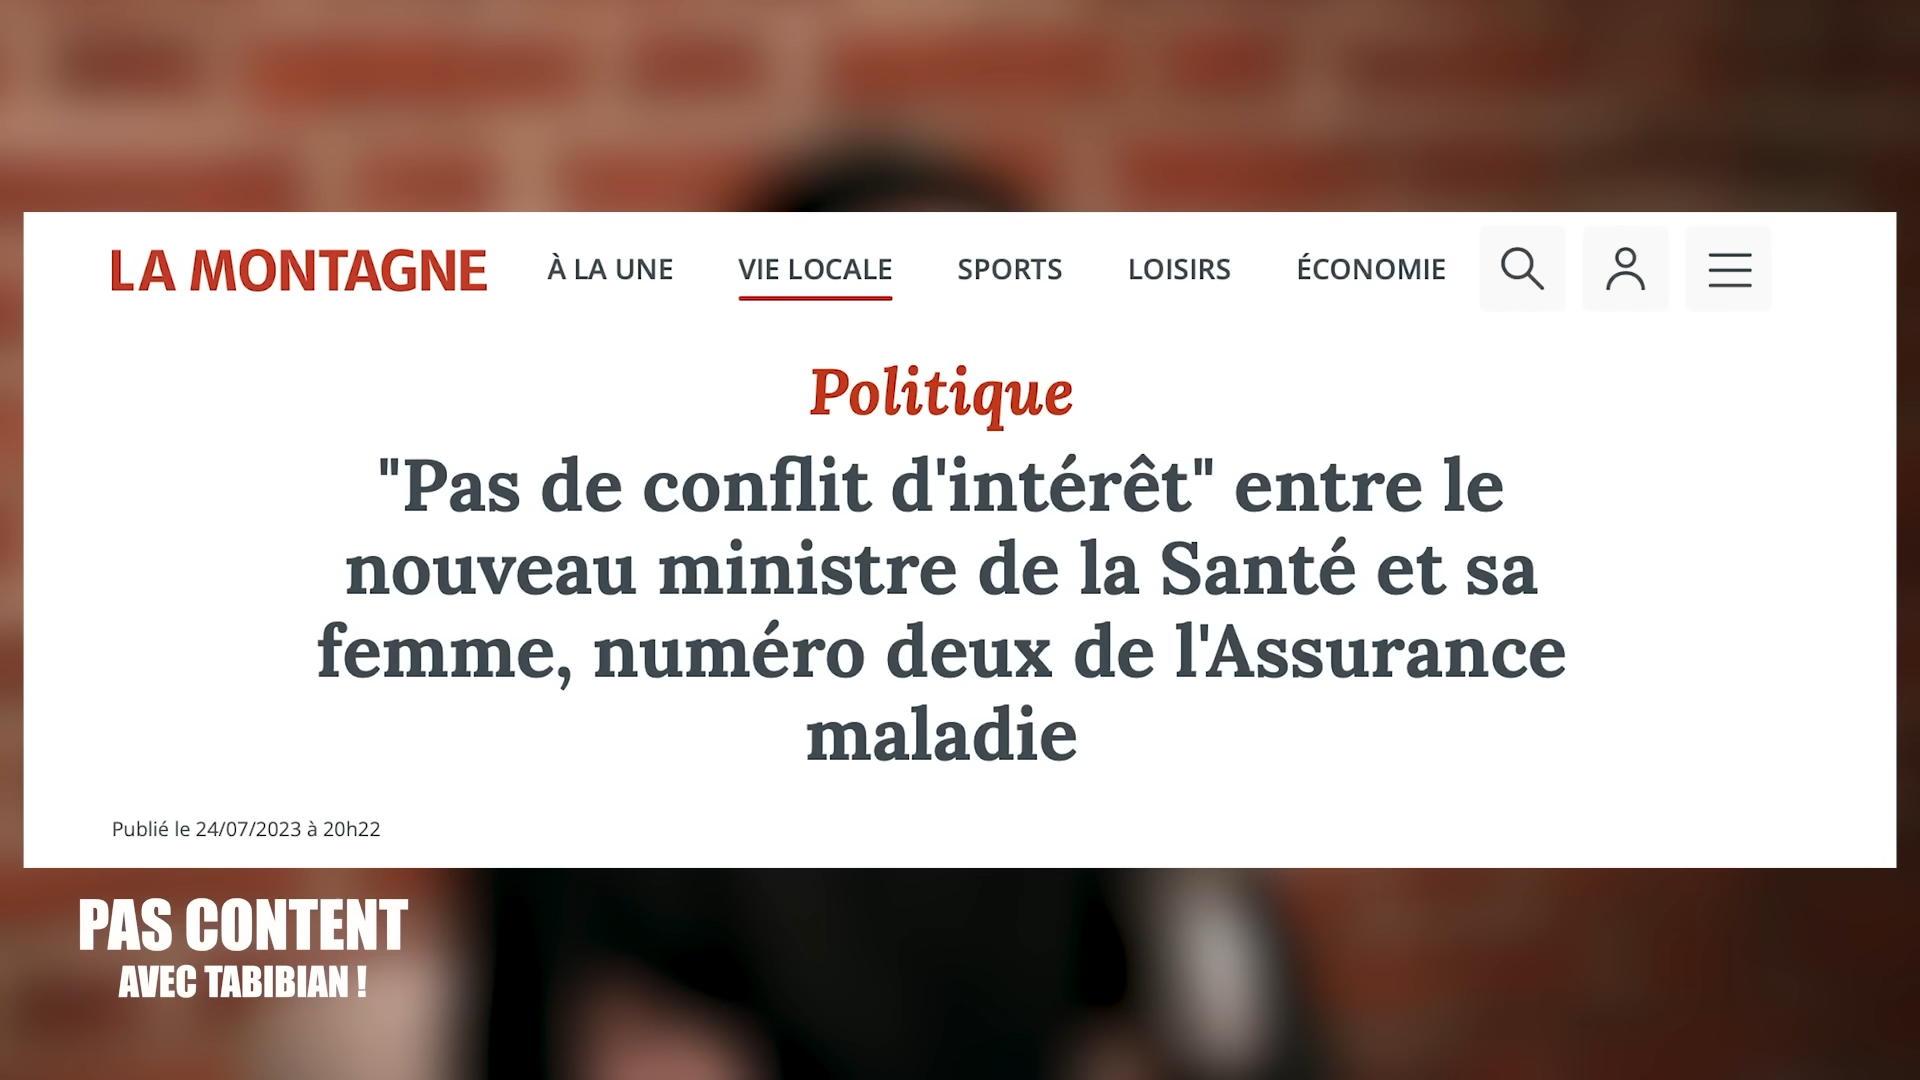 LA MONTAGNE
À LA UNE
VIE LOCALE
SPORTS
LOISIRS
ÉCONOMIE
Politique
"Pas de conflit d'intérêt" entre le
nouveau ministre de la Santé et sa
femme, numéro deux de l'Assurance
maladie
Publié le 24/07/2023 à 20h22
PAS CONTENT
AVEC TABIBIAN !